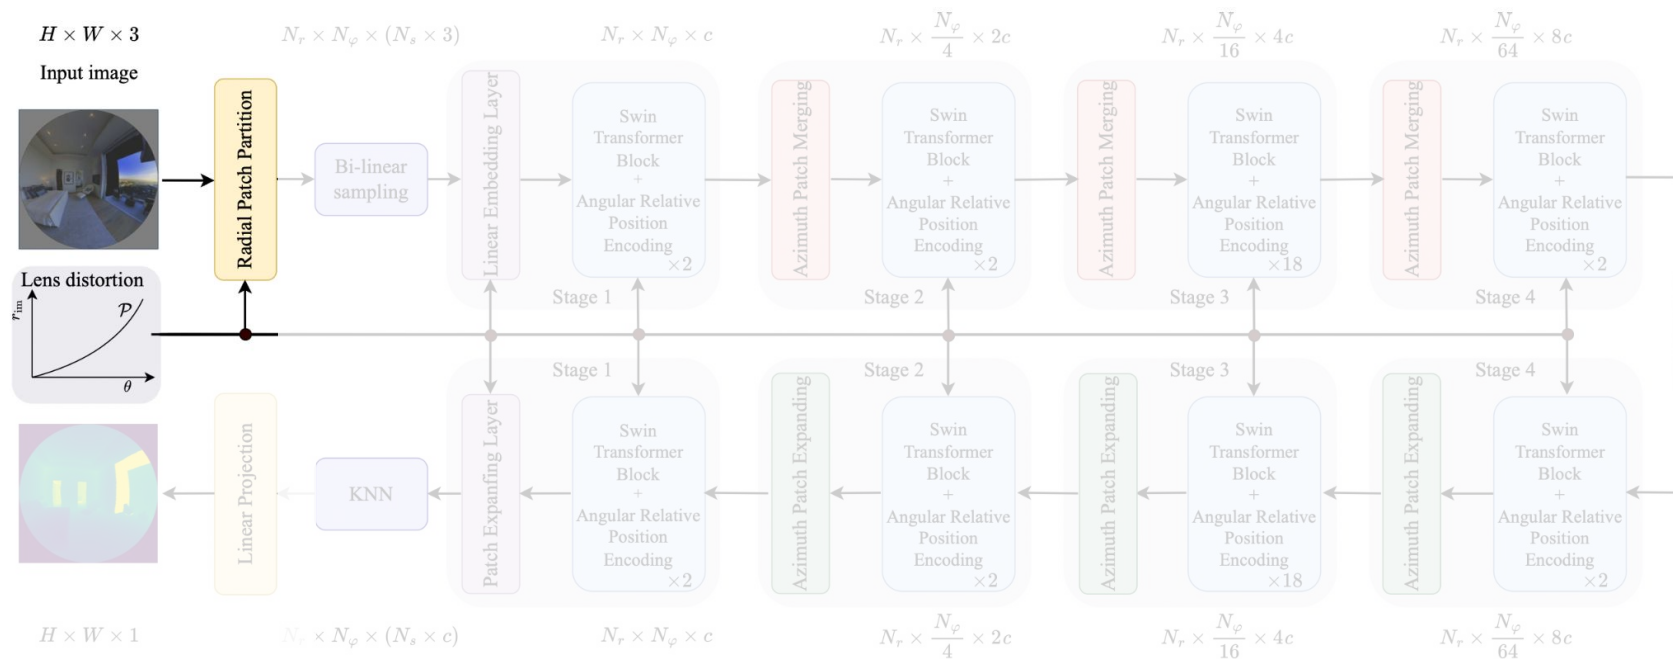 H × W × 3
N_r × N_φ × (N_s × 3)
N_r × N_φ × c
N_r × N_φ/4 × 2c
N_r × N_φ/16 × 4c
N_r × N_φ/64 × 8c
Input image
Radial Patch Partition
Bi-linear
sampling
Linear Embedding Layer
Swin
Transformer
Block
+
Angular Relative
Position
Encoding
×2
Stage 1
Azimuth Patch Merging
Swin
Transformer
Block
+
Angular Relative
Position
Encoding
×2
Stage 2
Azimuth Patch Merging
Swin
Transformer
Block
+
Angular Relative
Position
Encoding
×18
Stage 3
Azimuth Patch Merging
Swin
Transformer
Block
+
Angular Relative
Position
Encoding
×2
Stage 4
Lens distortion
r_im
𝒫
θ
Linear Projection
KNN
Stage 1
Patch Expanfing Layer
Swin
Transformer
Block
+
Angular Relative
Position
Encoding
×2
Stage 2
Azimuth Patch Expanding
Swin
Transformer
Block
+
Angular Relative
Position
Encoding
×2
Stage 3
Azimuth Patch Expanding
Swin
Transformer
Block
+
Angular Relative
Position
Encoding
×18
Stage 4
Azimuth Patch Expanding
Swin
Transformer
Block
+
Angular Relative
Position
Encoding
×2
H × W × 1
N_r × N_φ × (N_s × c)
N_r × N_φ × c
N_r × N_φ/4 × 2c
N_r × N_φ/16 × 4c
N_r × N_φ/64 × 8c